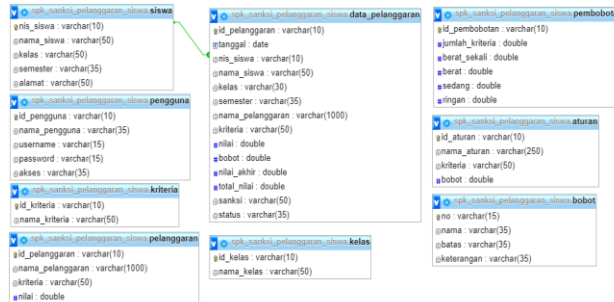 spk_sanksi_pelanggaran_siswa.siswa
nis_siswa : varchar(10)
nama_siswa : varchar(50)
kelas : varchar(50)
semester : varchar(35)
alamat : varchar(50)
spk_sanksi_pelanggaran_siswa.pengguna
id_pengguna : varchar(10)
nama_pengguna : varchar(35)
username : varchar(15)
password : varchar(15)
akses : varchar(35)
spk_sanksi_pelanggaran_siswa.kriteria
id_kriteria : varchar(10)
nama_kriteria : varchar(50)
spk_sanksi_pelanggaran_siswa.pelanggaran
id_pelanggaran : varchar(10)
nama_pelanggaran : varchar(1000)
kriteria : varchar(50)
nilai : double
spk_sanksi_pelanggaran_siswa.data_pelanggaran
id_pelanggaran : varchar(10)
tanggal : date
nis_siswa : varchar(10)
nama_siswa : varchar(50)
kelas : varchar(30)
semester : varchar(35)
nama_pelanggaran : varchar(1000)
kriteria : varchar(50)
nilai : double
bobot : double
nilai_akhir : double
total_nilai : double
sanksi : varchar(50)
status : varchar(35)
spk_sanksi_pelanggaran_siswa.kelas
id_kelas : varchar(10)
nama_kelas : varchar(50)
spk_sanksi_pelanggaran_siswa.pembobota
id_pembobotan : varchar(10)
jumlah_kriteria : double
berat_sekali : double
berat : double
sedang : double
ringan : double
spk_sanksi_pelanggaran_siswa.aturan
id_aturan : varchar(10)
nama_aturan : varchar(250)
kriteria : varchar(50)
bobot : double
spk_sanksi_pelanggaran_siswa.bobot
no : varchar(15)
nama : varchar(35)
batas : varchar(35)
keterangan : varchar(35)